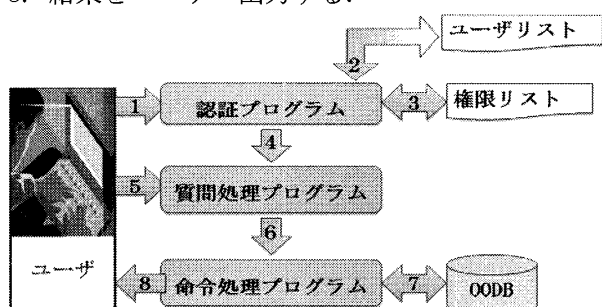 8. 結果をユーザへ出力する.
ユーザリスト
2
1
認証プログラム
3
権限リスト
4
5
質問処理プログラム
6
ユーザ
8
命令処理プログラム
7
OODB